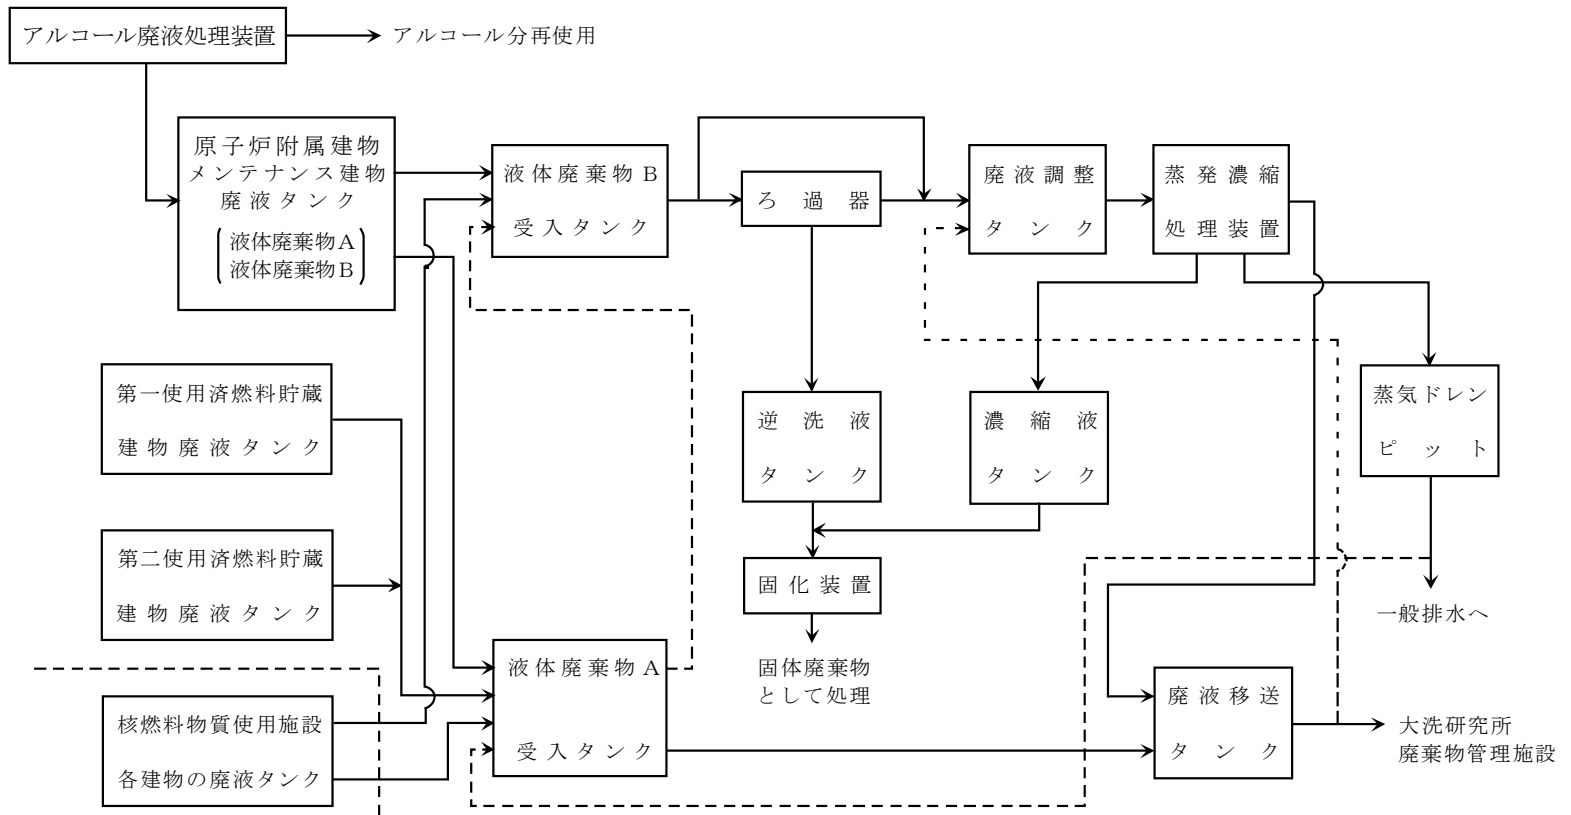 アルコール廃液処理装置
アルコール分再使用
原子炉附属建物
メンテナンス建物
廃液タンク
液体廃棄物A
液体廃棄物B
液体廃棄物B
受入タンク
ろ過器
廃液調整
タンク
蒸発濃縮
処理装置
第一使用済燃料貯蔵
建物廃液タンク
逆洗液
タンク
濃縮液
タンク
蒸気ドレン
ピット
第二使用済燃料貯蔵
建物廃液タンク
固化装置
一般排水へ
固体廃棄物
として処理
核燃料物質使用施設
各建物の廃液タンク
液体廃棄物A
受入タンク
廃液移送
タンク
大洗研究所
廃棄物管理施設